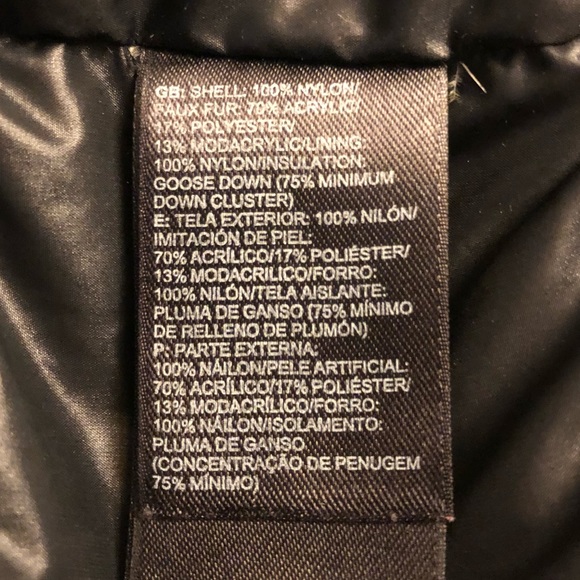 GB: SHELL: 100% NYLON/
FAUX FUR: 70% ACRYLIC/
17% POLYESTER/
13% MODACRYLIC/LINING:
100% NYLON/INSULATION:
GOOSE DOWN (75% MINIMUM
DOWN CLUSTER)
E: TELA EXTERIOR: 100% NILÓN/
IMITACIÓN DE PIEL:
70% ACRÍLICO/17% POLIÉSTER/
13% MODACRILICO/FORRO:
100% NILÓN/TELA AISLANTE:
PLUMA DE GANSO (75% MÍNIMO
DE RELLENO DE PLUMÓN)
P: PARTE EXTERNA:
100% NÁILON/PELE ARTIFICIAL:
70% ACRÍLICO/17% POLIÉSTER/
13% MODACRÍLICO/FORRO:
100% NÁILON/ISOLAMENTO:
PLUMA DE GANSO
(CONCENTRAÇÃO DE PENUGEM
75% MÍNIMO)